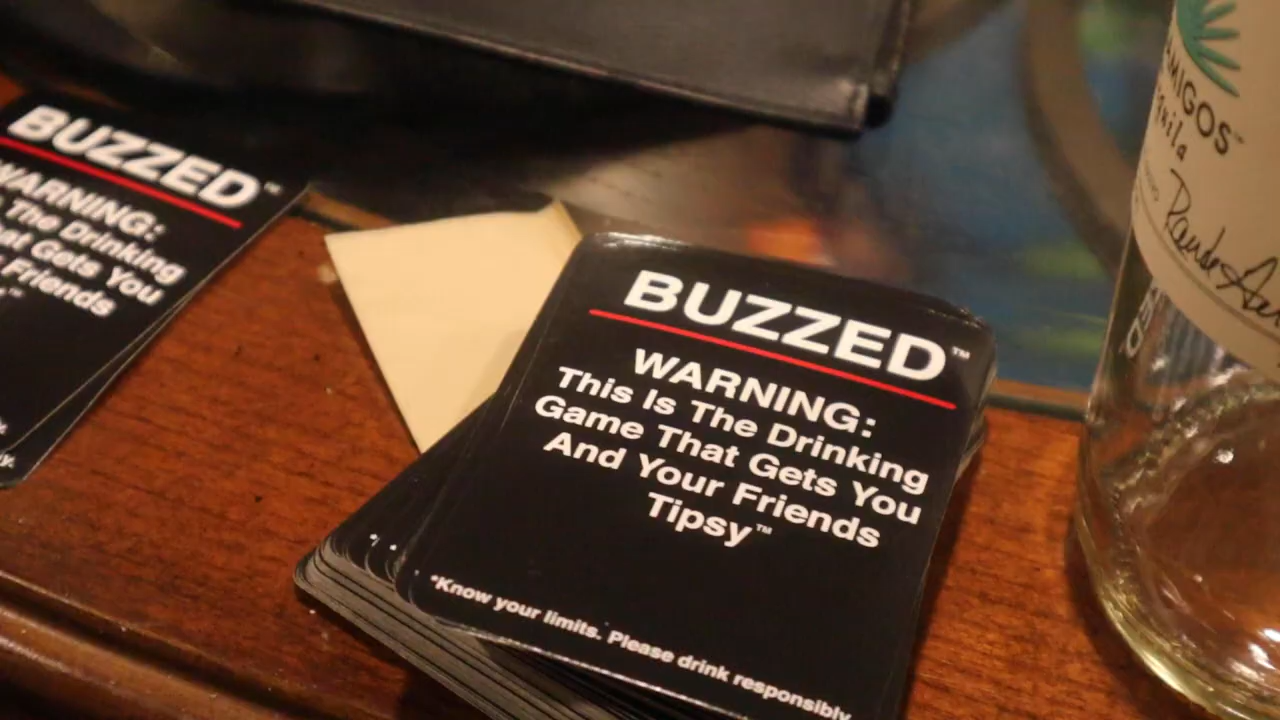 BUZZED™
WARNING:
The Drinking
Gets You
Friends
BUZZED™
WARNING:
This Is The Drinking
Game That Gets You
And Your Friends
Tipsy™
*Know your limits. Please drink responsibly.
AMIGOS™